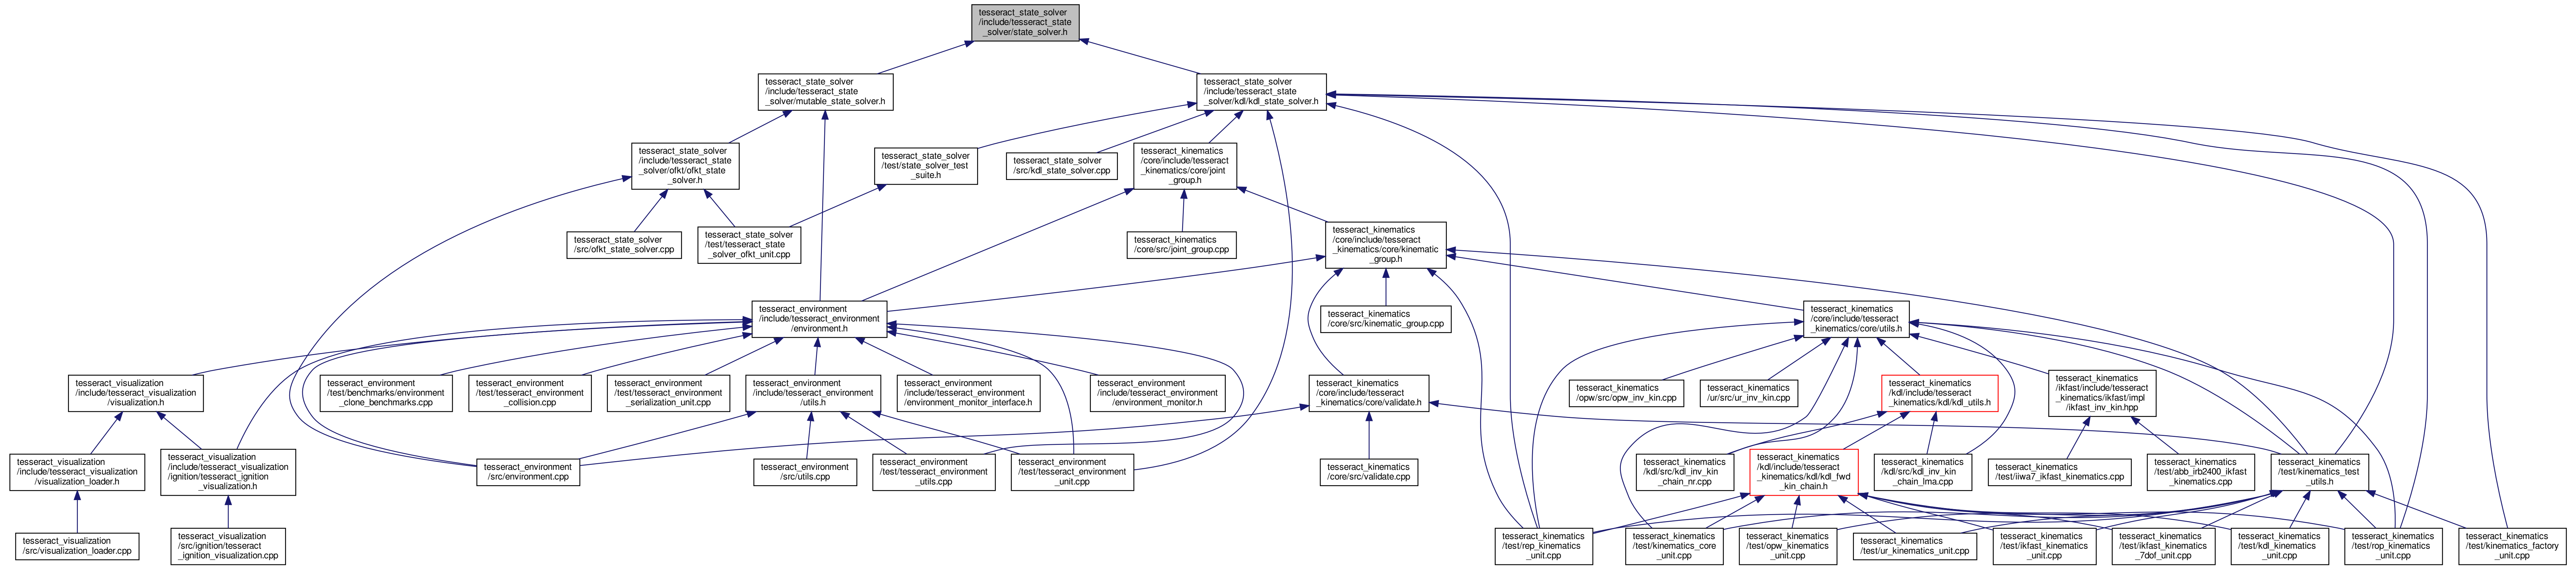 tesseract_state_solver
/include/tesseract_state
_solver/state_solver.h
tesseract_state_solver
/include/tesseract_state
_solver/mutable_state_solver.h
tesseract_state_solver
/include/tesseract_state
_solver/kdl/kdl_state_solver.h
tesseract_state_solver
/include/tesseract_state
_solver/ofkt/ofkt_state
_solver.h
tesseract_state_solver
/test/state_solver_test
_suite.h
tesseract_state_solver
/src/kdl_state_solver.cpp
tesseract_kinematics
/core/include/tesseract
_kinematics/core/joint
_group.h
tesseract_state_solver
/src/ofkt_state_solver.cpp
tesseract_state_solver
/test/tesseract_state
_solver_ofkt_unit.cpp
tesseract_kinematics
/core/src/joint_group.cpp
tesseract_kinematics
/core/include/tesseract
_kinematics/core/kinematic
_group.h
tesseract_environment
/include/tesseract_environment
/environment.h
tesseract_kinematics
/core/src/kinematic_group.cpp
tesseract_kinematics
/core/include/tesseract
_kinematics/core/utils.h
tesseract_visualization
/include/tesseract_visualization
/visualization.h
tesseract_environment
/test/benchmarks/environment
_clone_benchmarks.cpp
tesseract_environment
/test/tesseract_environment
_collision.cpp
tesseract_environment
/test/tesseract_environment
_serialization_unit.cpp
tesseract_environment
/include/tesseract_environment
/utils.h
tesseract_environment
/include/tesseract_environment
/environment_monitor_interface.h
tesseract_environment
/include/tesseract_environment
/environment_monitor.h
tesseract_kinematics
/core/include/tesseract
_kinematics/core/validate.h
tesseract_kinematics
/opw/src/opw_inv_kin.cpp
tesseract_kinematics
/ur/src/ur_inv_kin.cpp
tesseract_kinematics
/kdl/include/tesseract
_kinematics/kdl/kdl_utils.h
tesseract_kinematics
/ikfast/include/tesseract
_kinematics/ikfast/impl
/ikfast_inv_kin.hpp
tesseract_visualization
/include/tesseract_visualization
/visualization_loader.h
tesseract_visualization
/include/tesseract_visualization
/ignition/tesseract_ignition
_visualization.h
tesseract_environment
/src/environment.cpp
tesseract_environment
/src/utils.cpp
tesseract_environment
/test/tesseract_environment
_utils.cpp
tesseract_environment
/test/tesseract_environment
_unit.cpp
tesseract_kinematics
/core/src/validate.cpp
tesseract_kinematics
/kdl/src/kdl_inv_kin
_chain_nr.cpp
tesseract_kinematics
/kdl/include/tesseract
_kinematics/kdl/kdl_fwd
_kin_chain.h
tesseract_kinematics
/kdl/src/kdl_inv_kin
_chain_lma.cpp
tesseract_kinematics
/test/iiwa7_ikfast_kinematics.cpp
tesseract_kinematics
/test/abb_irb2400_ikfast
_kinematics.cpp
tesseract_kinematics
/test/kinematics_test
_utils.h
tesseract_visualization
/src/visualization_loader.cpp
tesseract_visualization
/src/ignition/tesseract
_ignition_visualization.cpp
tesseract_kinematics
/test/rep_kinematics
_unit.cpp
tesseract_kinematics
/test/kinematics_core
_unit.cpp
tesseract_kinematics
/test/opw_kinematics
_unit.cpp
tesseract_kinematics
/test/ur_kinematics_unit.cpp
tesseract_kinematics
/test/ikfast_kinematics
_unit.cpp
tesseract_kinematics
/test/ikfast_kinematics
_7dof_unit.cpp
tesseract_kinematics
/test/kdl_kinematics
_unit.cpp
tesseract_kinematics
/test/rop_kinematics
_unit.cpp
tesseract_kinematics
/test/kinematics_factory
_unit.cpp